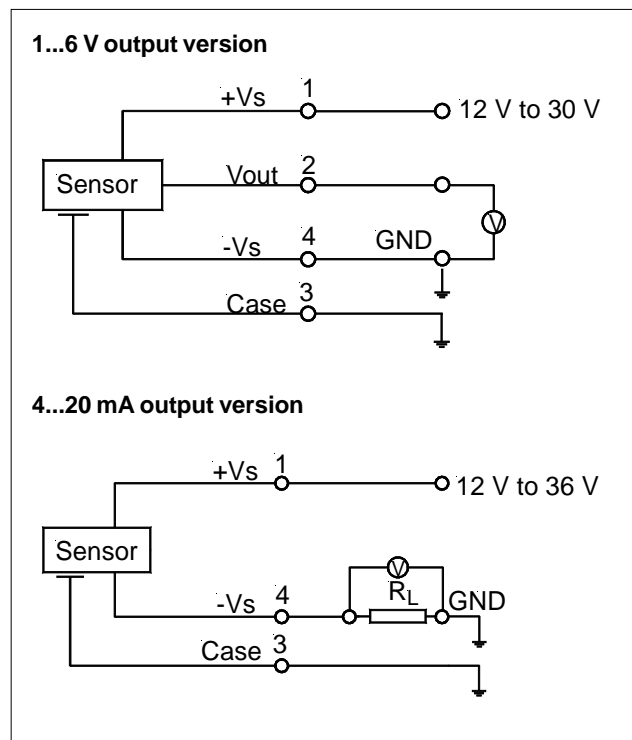 1...6 V output version
1
+Vs
12 V to 30 V
Sensor
2
Vout
V
4
-Vs
GND
3
Case
4...20 mA output version
1
+Vs
12 V to 36 V
Sensor
V
RL
4
-Vs
GND
Case 3